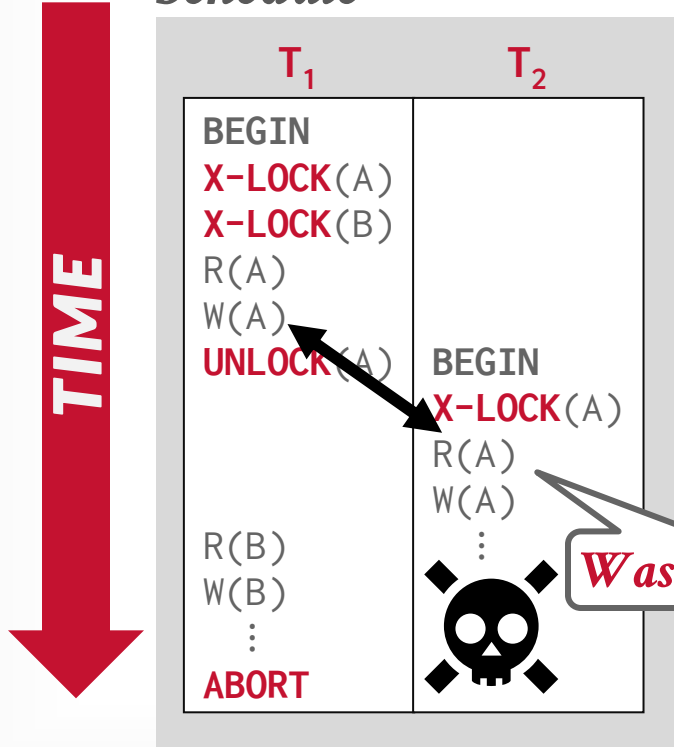 TIME
T1 T2
BEGIN
X-LOCK(A)
X-LOCK(B)
R(A)
W(A)
UNLOCK(A) BEGIN
X-LOCK(A)
R(A)
W(A)
⋮
R(B)
W(B)
⋮
ABORT
Was